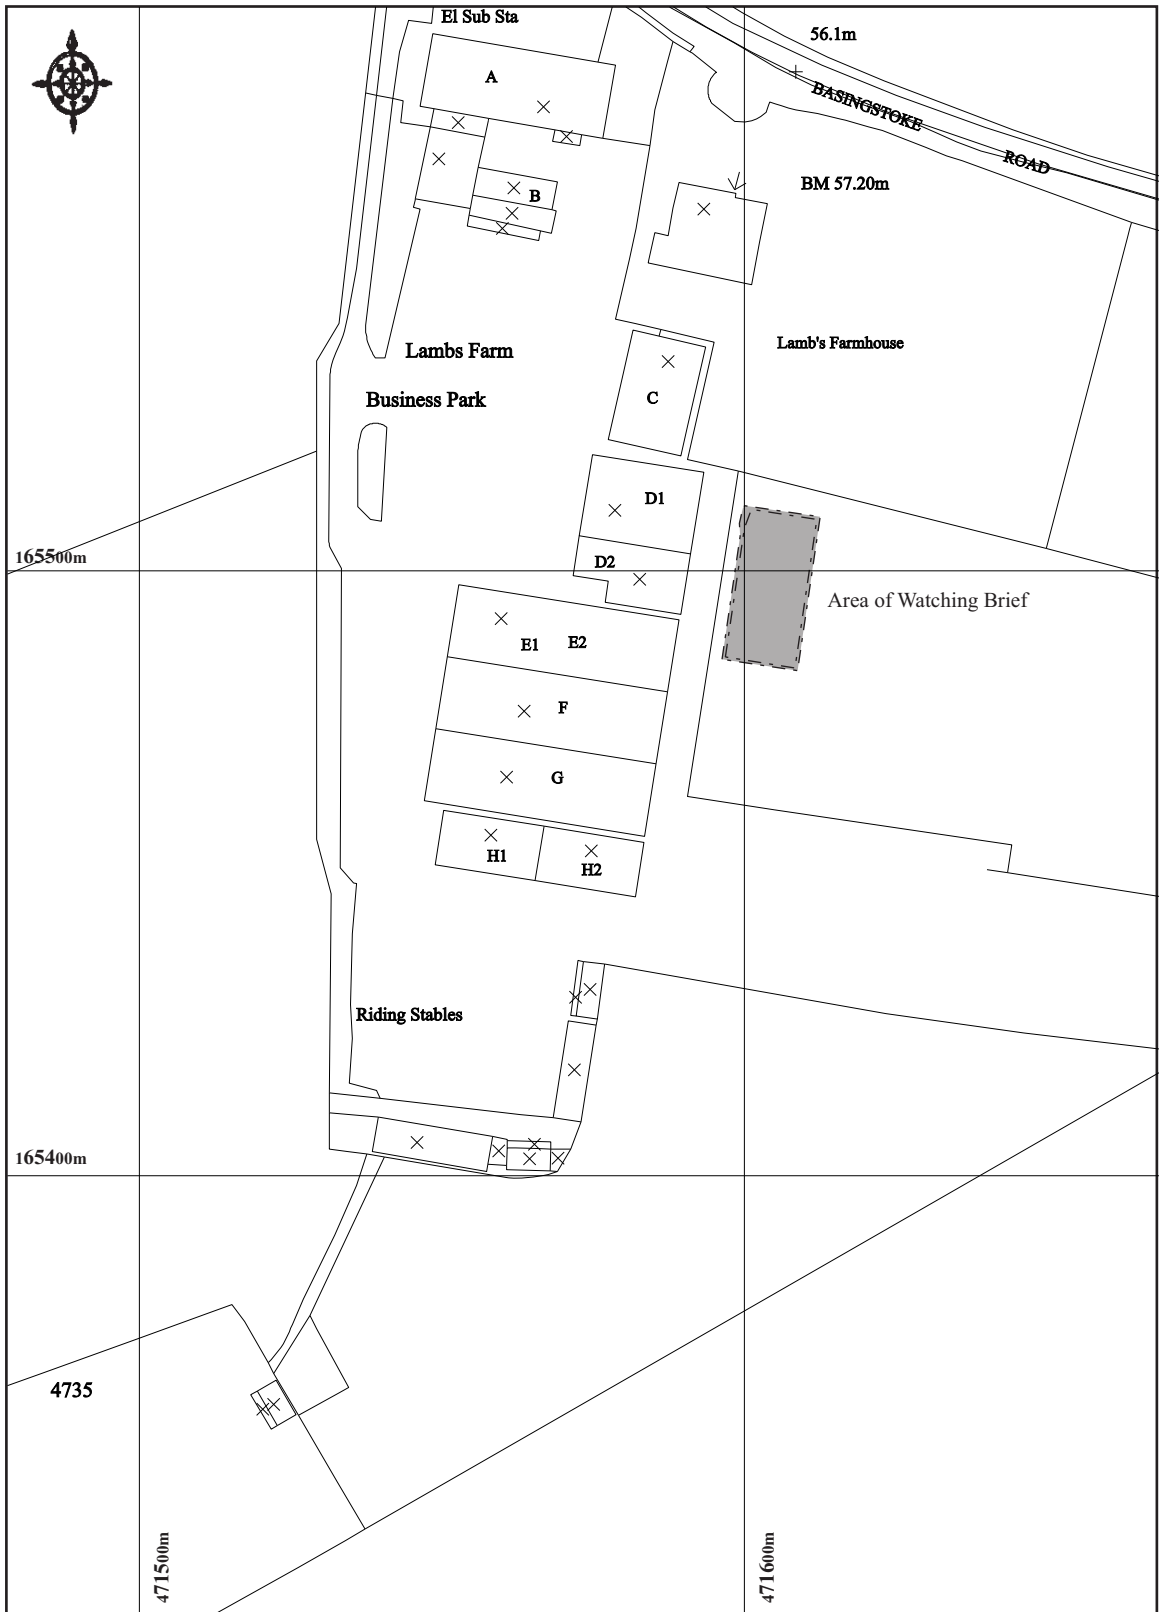 El Sub Sta
56.1m
A
BASINGSTOKE ROAD
BM 57.20m
B
Lamb's Farmhouse
Lambs Farm
Business Park
C
D1
165500m
D2
Area of Watching Brief
E1 E2
F
G
H1
H2
Riding Stables
165400m
4735
471500m
471600m